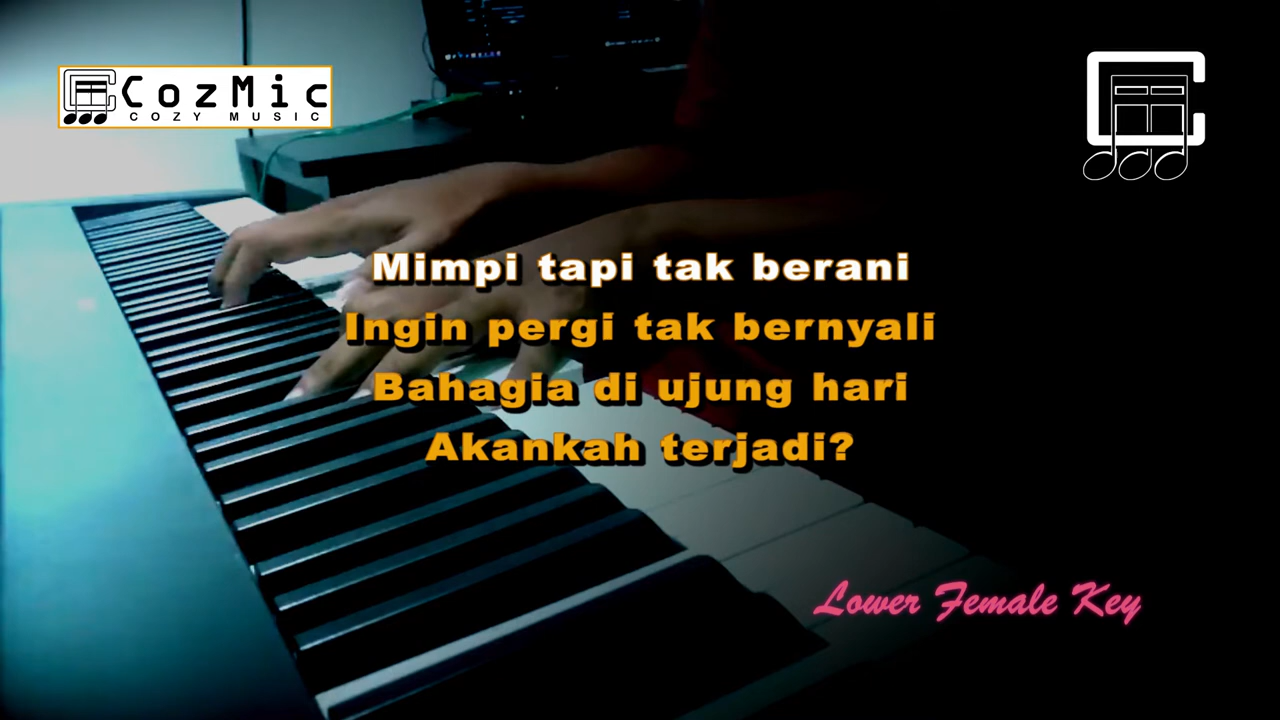 CozMic
COZY MUSIC
Mimpi tapi tak berani
Ingin pergi tak bernyali
Bahagia di ujung hari
Akankah terjadi?
Lower Female Key